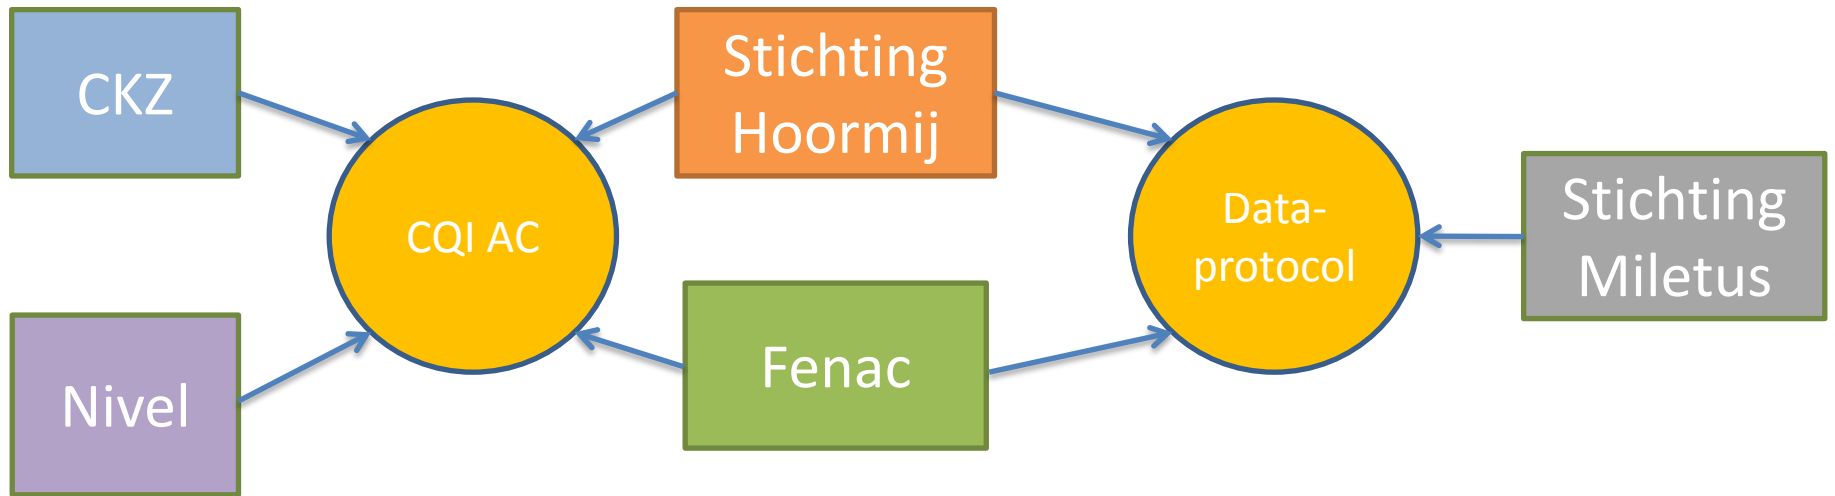 CKZ
Stichting
Hoormij
CQI AC
Data-
protocol
Stichting
Miletus
Nivel
Fenac